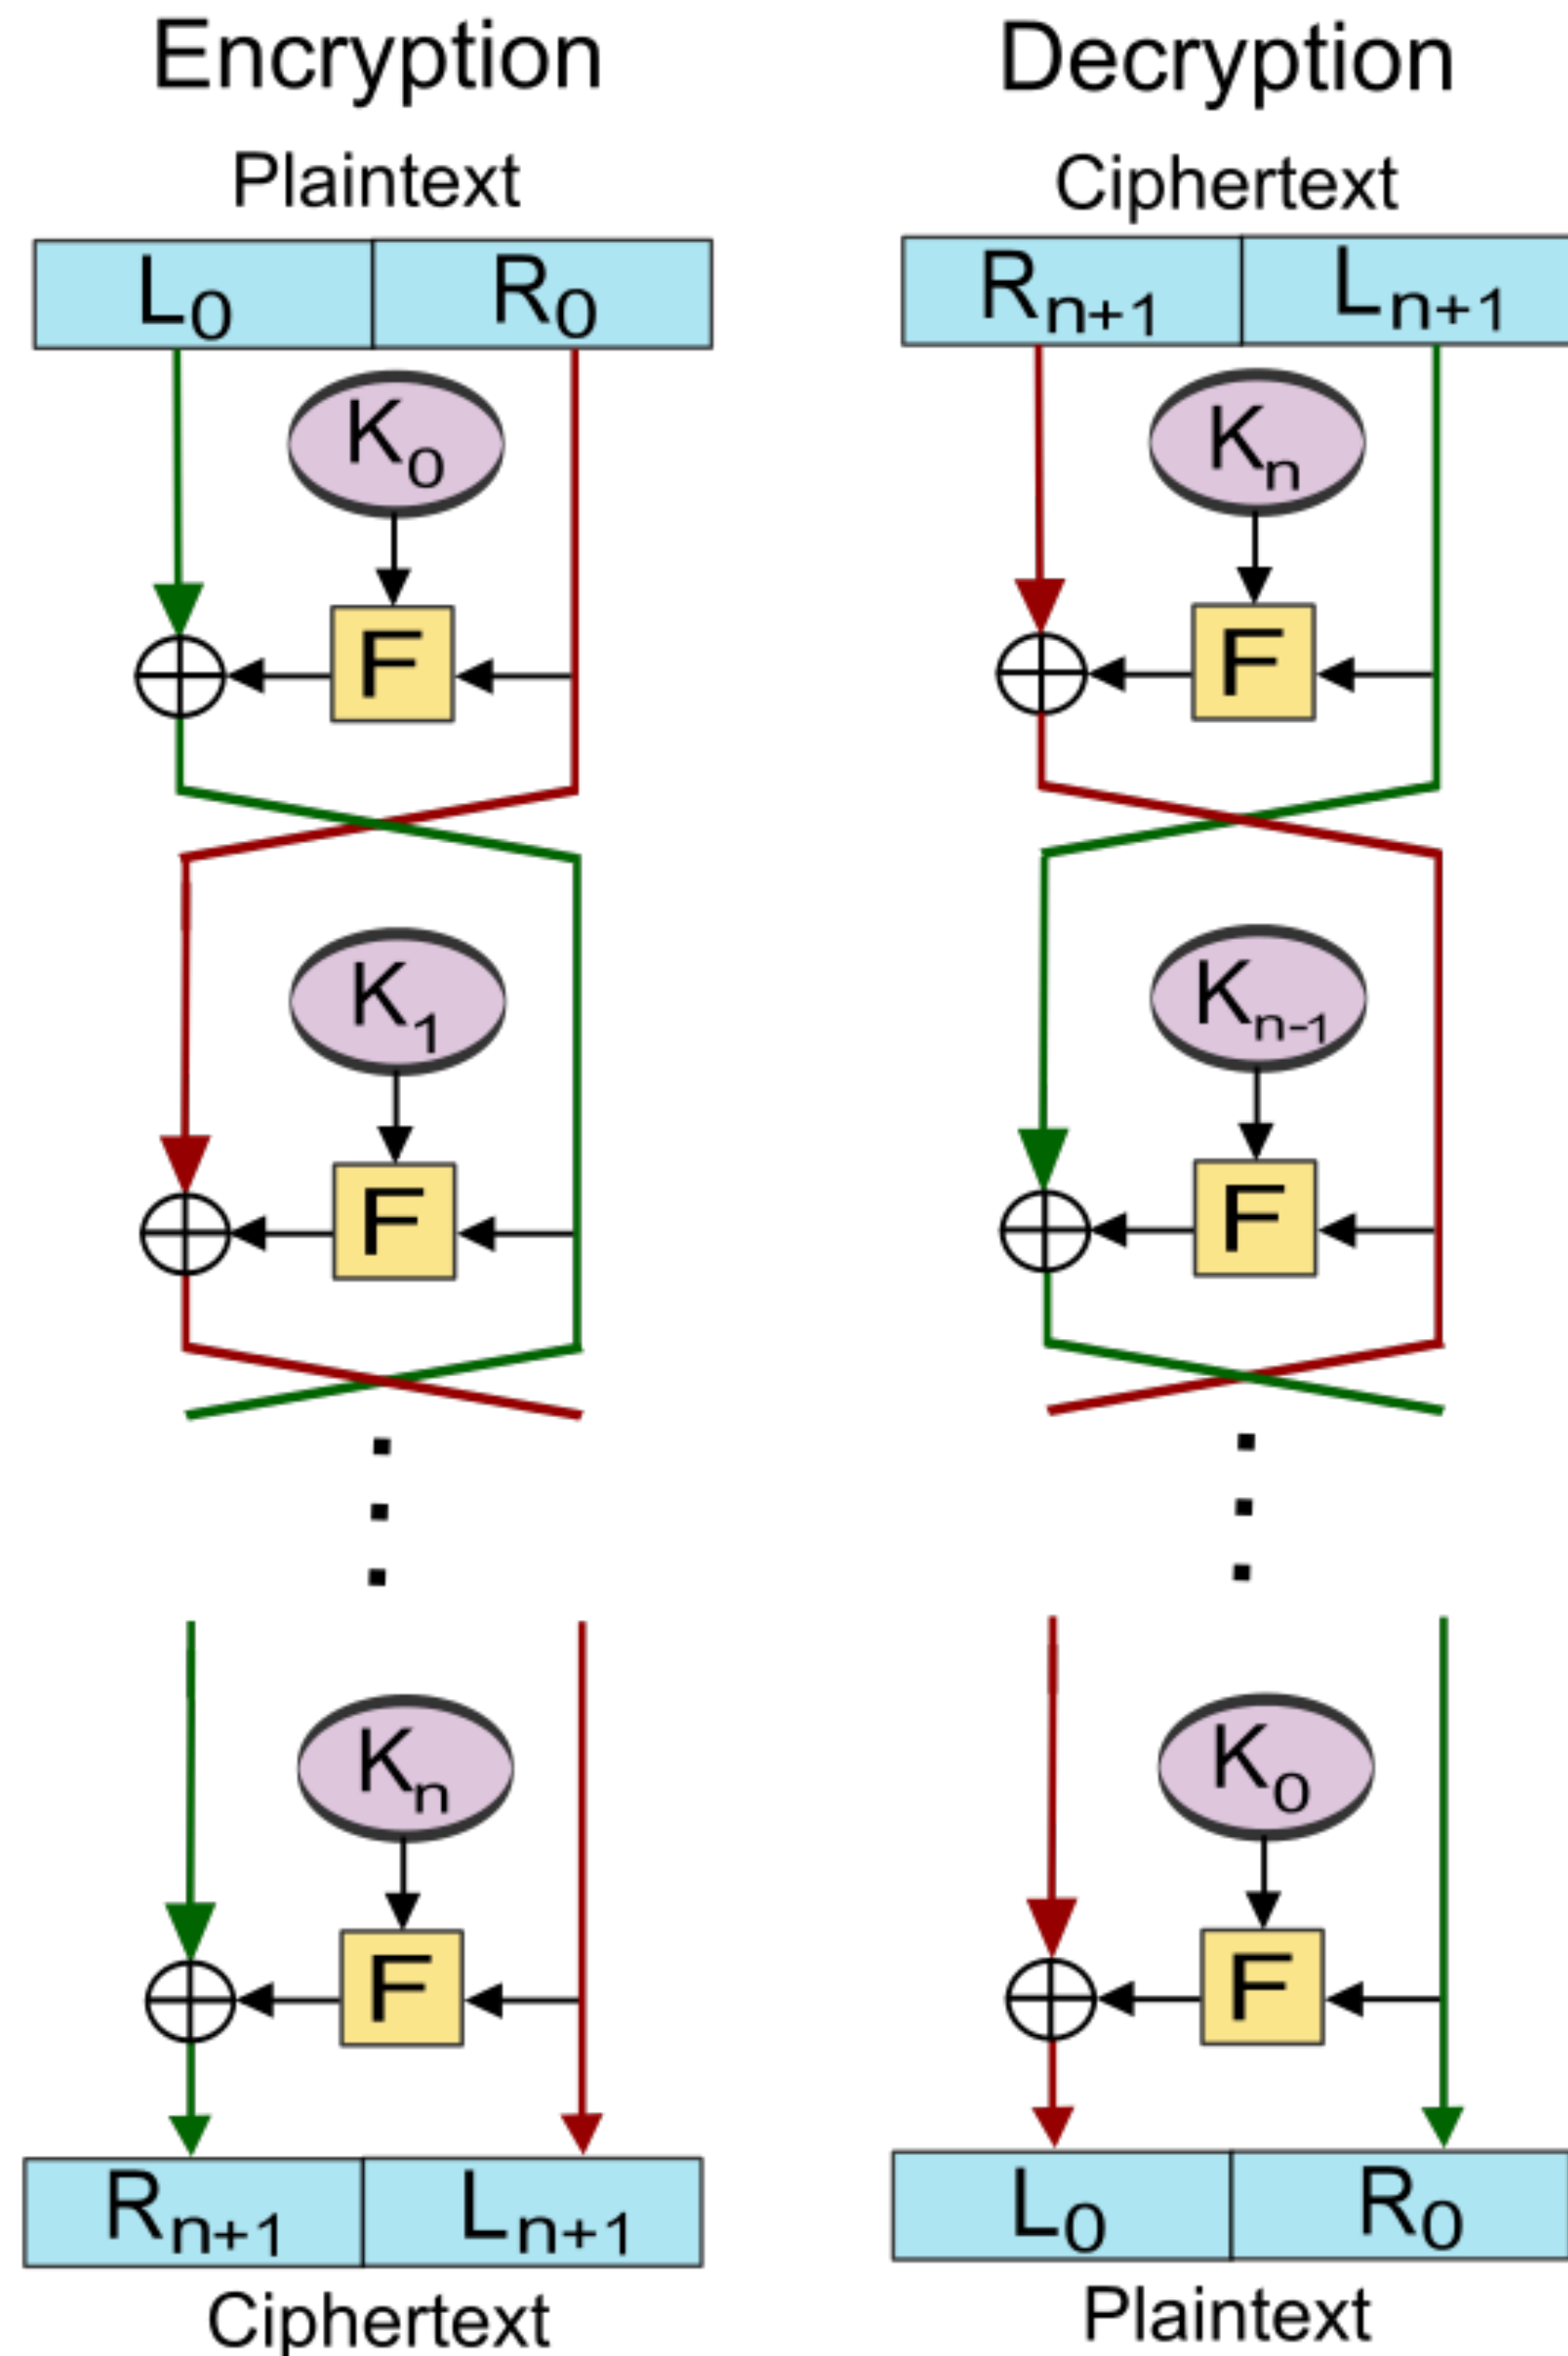 Encryption
Plaintext
L0 R0
K0
F
K1
F
Kn
F
Rn+1 Ln+1
Ciphertext
Decryption
Ciphertext
Rn+1 Ln+1
Kn
F
Kn-1
F
K0
F
L0 R0
Plaintext